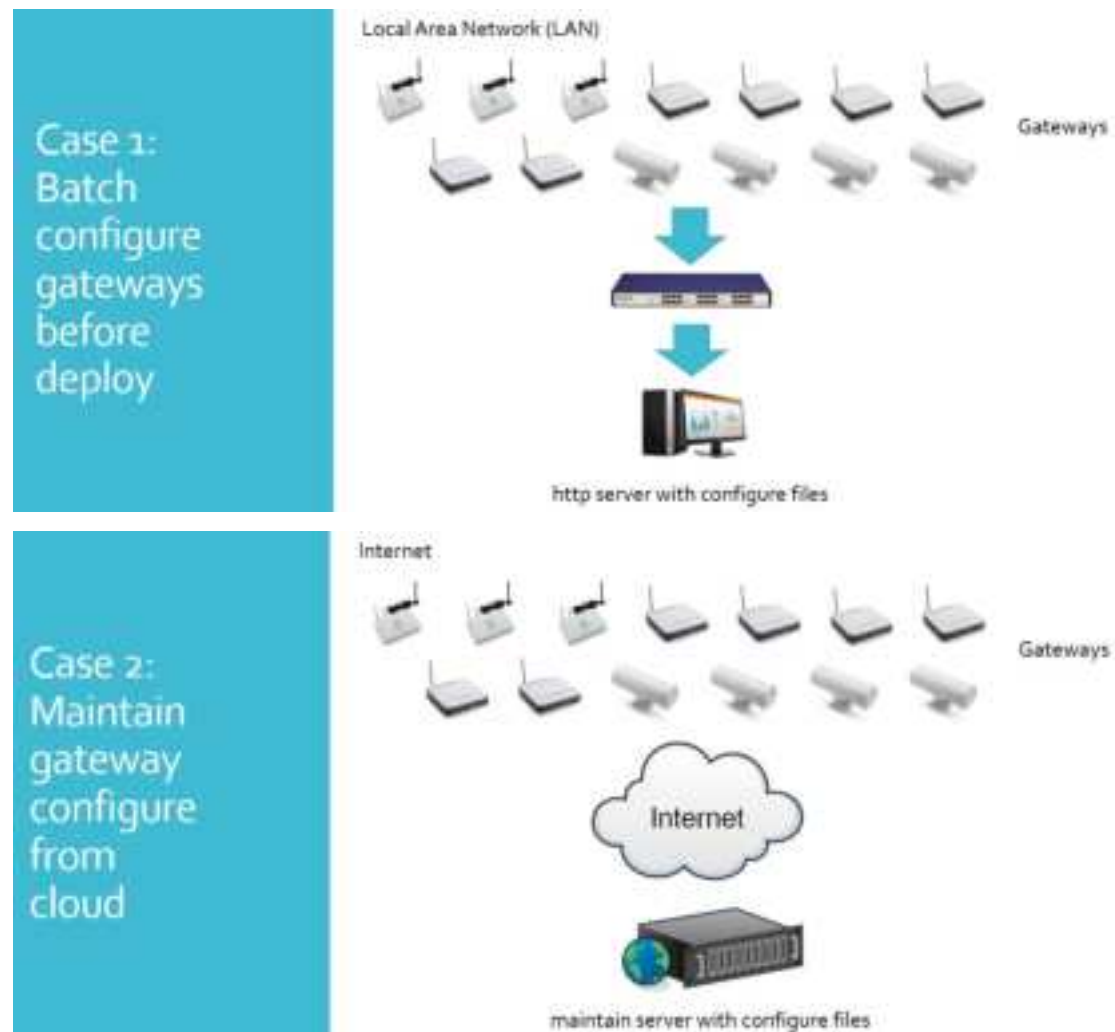 Local Area Network (LAN)
Case 1:
Batch
configure
gateways
before
deploy
Gateways
http server with configure files
Internet
Case 2:
Maintain
gateway
configure
from
cloud
Gateways
Internet
maintain server with configure files